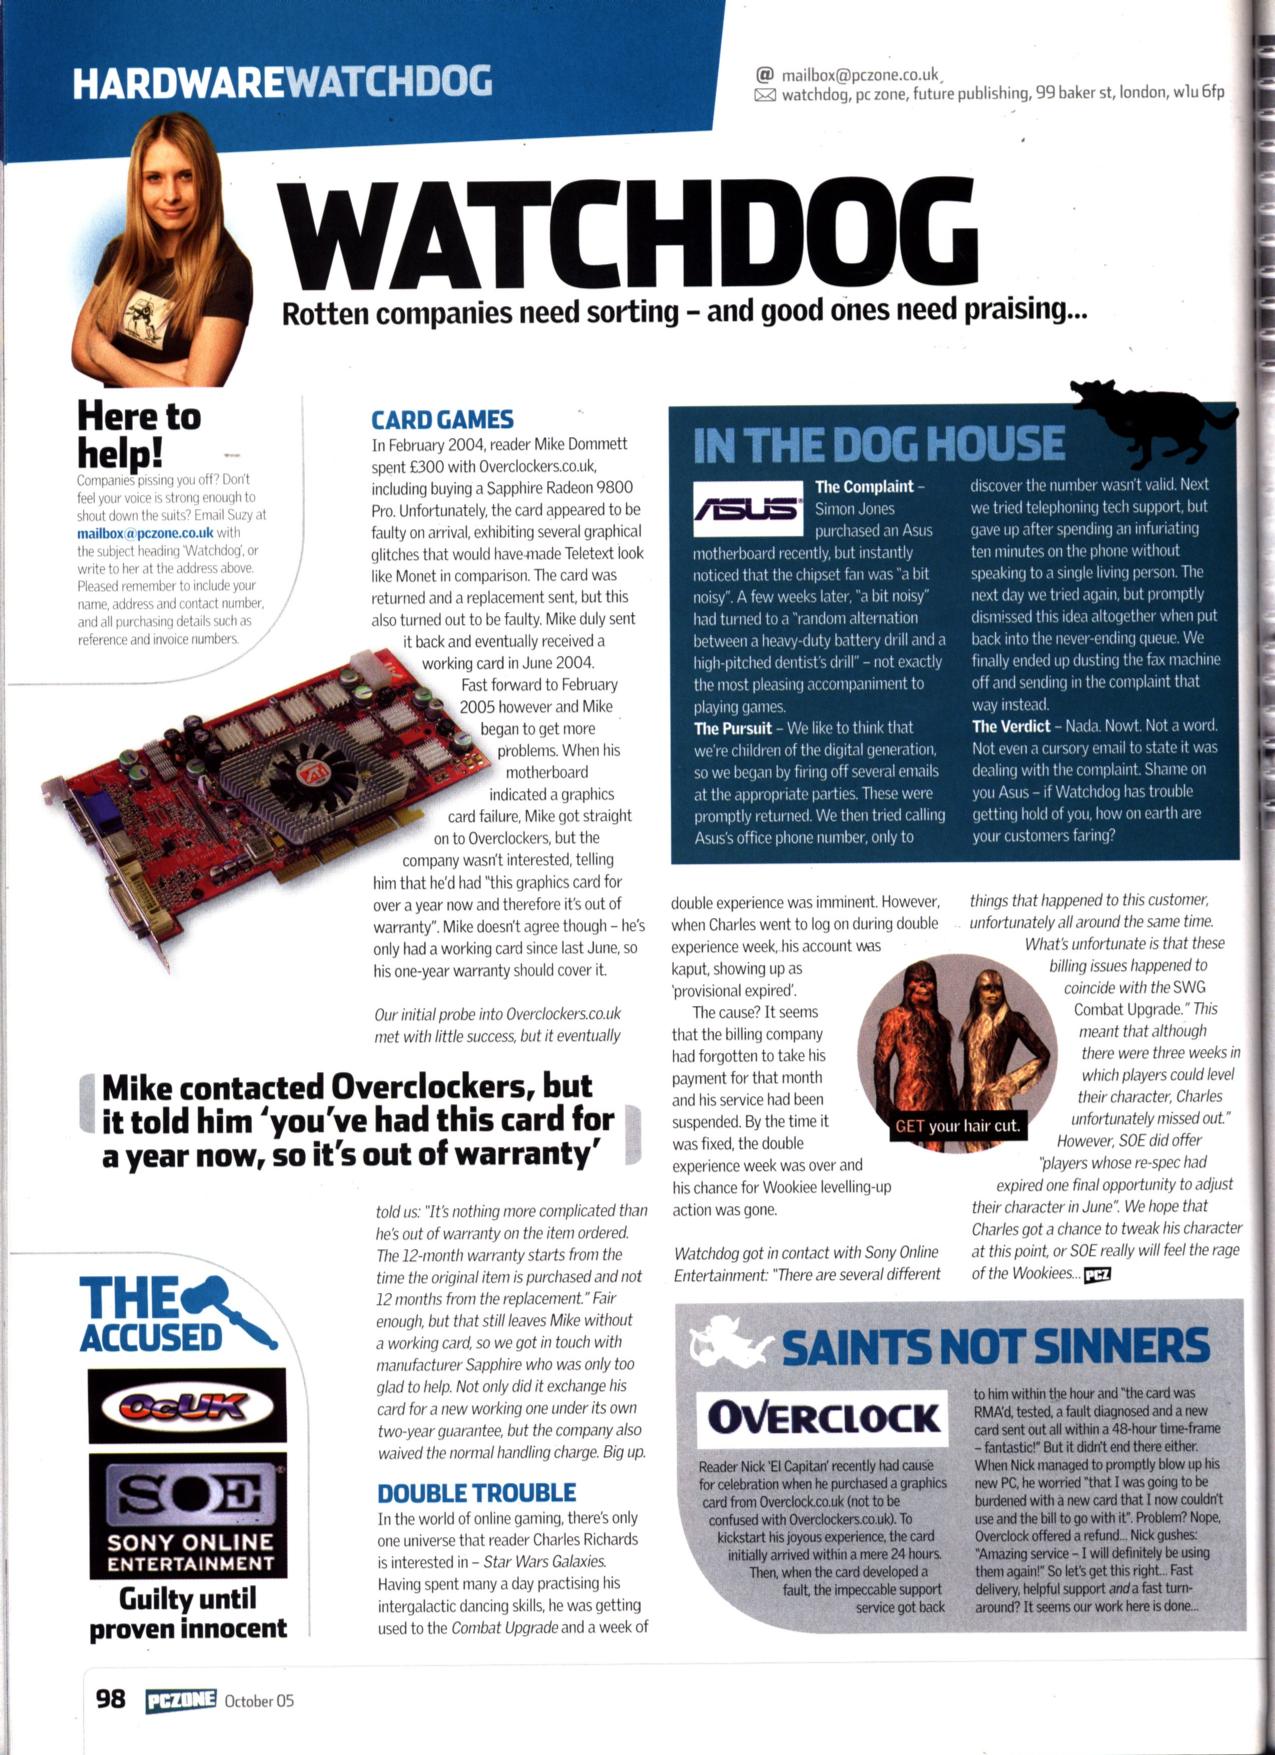 HARDWAREWATCHDOG
@ mailbox@pczone.co.uk
watchdog, pc zone, future publishing, 99 baker st, london, w1u 6fp
WATCHDOG
Rotten companies need sorting – and good ones need praising...
Here to
help!
Companies pissing you off? Don't
feel your voice is strong enough to
shout down the suits? Email Suzy at
mailbox@pczone.co.uk with
the subject heading 'Watchdog', or
write to her at the address above.
Pleased remember to include your
name, address and contact number,
and all purchasing details such as
reference and invoice numbers.
CARD GAMES
In February 2004, reader Mike Dommett
spent £300 with Overclockers.co.uk,
including buying a Sapphire Radeon 9800
Pro. Unfortunately, the card appeared to be
faulty on arrival, exhibiting several graphical
glitches that would have made Teletext look
like Monet in comparison. The card was
returned and a replacement sent, but this
also turned out to be faulty. Mike duly sent
it back and eventually received a
working card in June 2004.
Fast forward to February
2005 however and Mike
began to get more
problems. When his
motherboard
indicated a graphics
card failure, Mike got straight
on to Overclockers, but the
company wasn't interested, telling
him that he'd had "this graphics card for
over a year now and therefore it's out of
warranty". Mike doesn't agree though – he's
only had a working card since last June, so
his one-year warranty should cover it.
Our initial probe into Overclockers.co.uk
met with little success, but it eventually
ATI
Mike contacted Overclockers, but
it told him 'you've had this card for
a year now, so it's out of warranty'
told us: "It's nothing more complicated than
he's out of warranty on the item ordered.
The 12-month warranty starts from the
time the original item is purchased and not
12 months from the replacement." Fair
enough, but that still leaves Mike without
a working card, so we got in touch with
manufacturer Sapphire who was only too
glad to help. Not only did it exchange his
card for a new working one under its own
two-year guarantee, but the company also
waived the normal handling charge. Big up.
DOUBLE TROUBLE
In the world of online gaming, there's only
one universe that reader Charles Richards
is interested in – Star Wars Galaxies.
Having spent many a day practising his
intergalactic dancing skills, he was getting
used to the Combat Upgrade and a week of
THE
ACCUSED
OcUK
SOE®
SONY ONLINE
ENTERTAINMENT
Guilty until
proven innocent
IN THE DOG HOUSE
ASUS®
The Complaint –
Simon Jones
purchased an Asus
motherboard recently, but instantly
noticed that the chipset fan was "a bit
noisy". A few weeks later, "a bit noisy"
had turned to a "random alternation
between a heavy-duty battery drill and a
high-pitched dentist's drill" – not exactly
the most pleasing accompaniment to
playing games.
The Pursuit – We like to think that
we're children of the digital generation,
so we began by firing off several emails
at the appropriate parties. These were
promptly returned. We then tried calling
Asus's office phone number, only to
discover the number wasn't valid. Next
we tried telephoning tech support, but
gave up after spending an infuriating
ten minutes on the phone without
speaking to a single living person. The
next day we tried again, but promptly
dismissed this idea altogether when put
back into the never-ending queue. We
finally ended up dusting the fax machine
off and sending in the complaint that
way instead.
The Verdict – Nada. Nowt. Not a word.
Not even a cursory email to state it was
dealing with the complaint. Shame on
you Asus – if Watchdog has trouble
getting hold of you, how on earth are
your customers faring?
double experience was imminent. However,
when Charles went to log on during double
experience week, his account was
kaput, showing up as
'provisional expired'.
The cause? It seems
that the billing company
had forgotten to take his
payment for that month
and his service had been
suspended. By the time it
was fixed, the double
experience week was over and
his chance for Wookiee levelling-up
action was gone.
Watchdog got in contact with Sony Online
Entertainment: "There are several different
things that happened to this customer,
unfortunately all around the same time.
What's unfortunate is that these
billing issues happened to
coincide with the SWG
Combat Upgrade." This
meant that although
there were three weeks in
which players could level
their character, Charles
unfortunately missed out."
However, SOE did offer
"players whose re-spec had
expired one final opportunity to adjust
their character in June". We hope that
Charles got a chance to tweak his character
at this point, or SOE really will feel the rage
of the Wookiees... PCZ
GET your hair cut.
SAINTS NOT SINNERS
OVERCLOCK
Reader Nick 'El Capitan' recently had cause
for celebration when he purchased a graphics
card from Overclock.co.uk (not to be
confused with Overclockers.co.uk). To
kickstart his joyous experience, the card
initially arrived within a mere 24 hours.
Then, when the card developed a
fault, the impeccable support
service got back
to him within the hour and "the card was
RMA'd, tested, a fault diagnosed and a new
card sent out all within a 48-hour time-frame
– fantastic!" But it didn't end there either.
When Nick managed to promptly blow up his
new PC, he worried "that I was going to be
burdened with a new card that I now couldn't
use and the bill to go with it". Problem? Nope,
Overclock offered a refund... Nick gushes:
"Amazing service – I will definitely be using
them again!" So let's get this right... Fast
delivery, helpful support and a fast turn-
around? It seems our work here is done...
98 PCZONE October 05